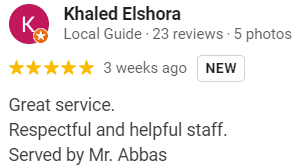 K
Khaled Elshora
Local Guide · 23 reviews · 5 photos
3 weeks ago NEW
Great service.
Respectful and helpful staff.
Served by Mr. Abbas